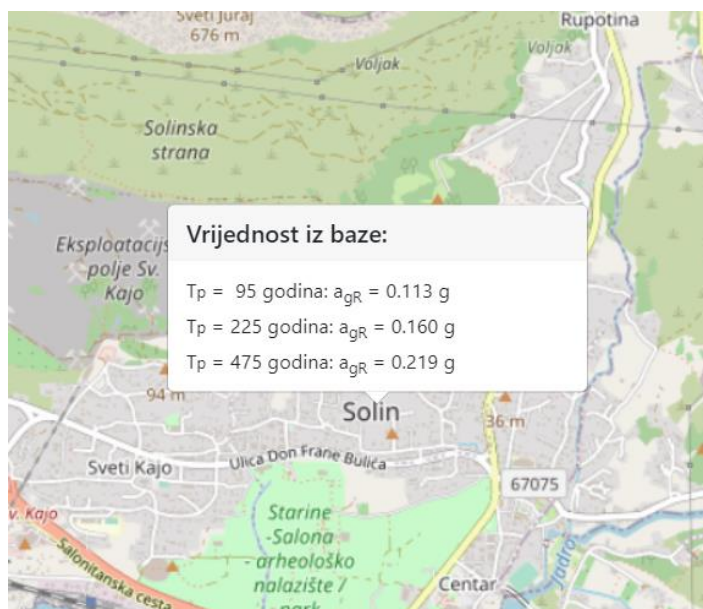 Sveti Juraj
676 m
Rupotina
Voljak
Voljak
Solinska
strana
Eksploatacijs
polje Sv.
Kajo
Vrijednost iz baze:
Tp = 95 godina: agR = 0.113 g
Tp = 225 godina: agR = 0.160 g
Tp = 475 godina: agR = 0.219 g
94 m
Solin
36 m
Sveti Kajo
Ulica Don Frane Bulića
67075
v. Kajo
Starine
-Salona
- arheološko
nalazište /
park
Salonitanska cesta
Centar
Jadro